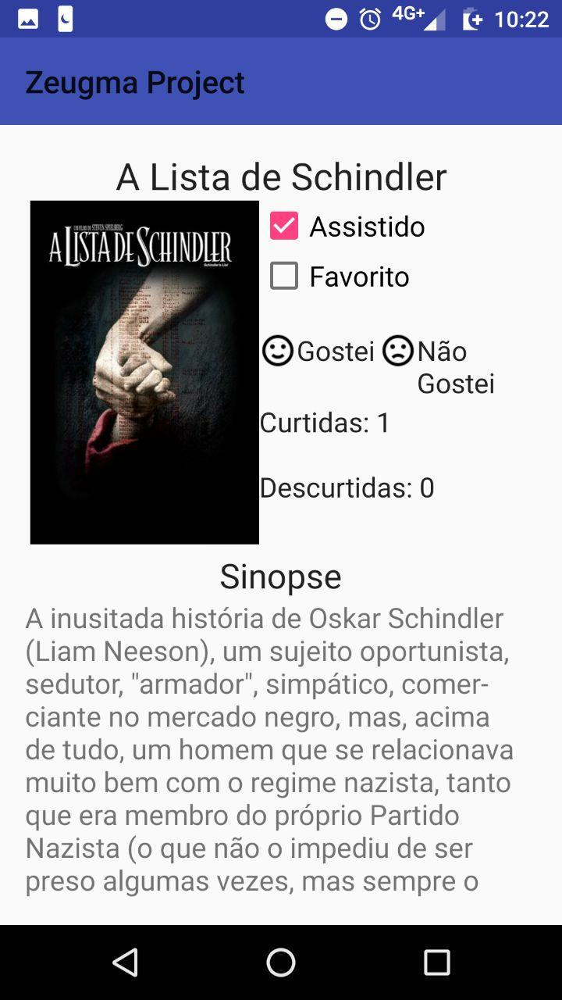 4G+ 10:22
Zeugma Project
A Lista de Schindler
UM FILME DE STEVEN SPIELBERG
A LISTA DE SCHINDLER
Schindler's List
Assistido
Favorito
Gostei Não
Gostei
Curtidas: 1
Descurtidas: 0
Sinopse
A inusitada história de Oskar Schindler
(Liam Neeson), um sujeito oportunista,
sedutor, "armador", simpático, comer-
ciante no mercado negro, mas, acima
de tudo, um homem que se relacionava
muito bem com o regime nazista, tanto
que era membro do próprio Partido
Nazista (o que não o impediu de ser
preso algumas vezes, mas sempre o